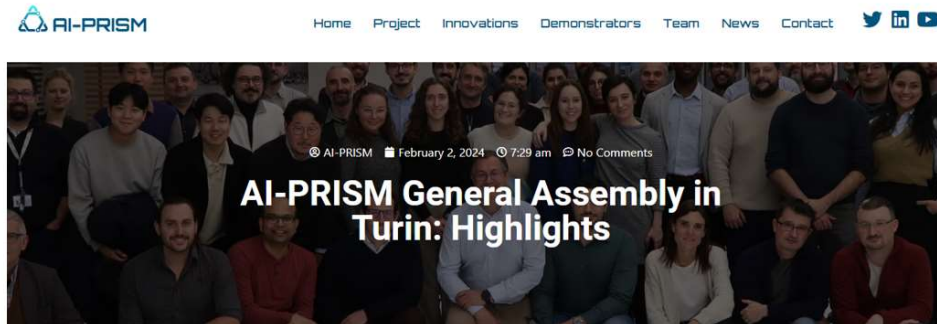 AI-PRISM
Home Project Innovations Demonstrators Team News Contact
AI-PRISM February 2, 2024 7:29 am No Comments
AI-PRISM General Assembly in
Turin: Highlights